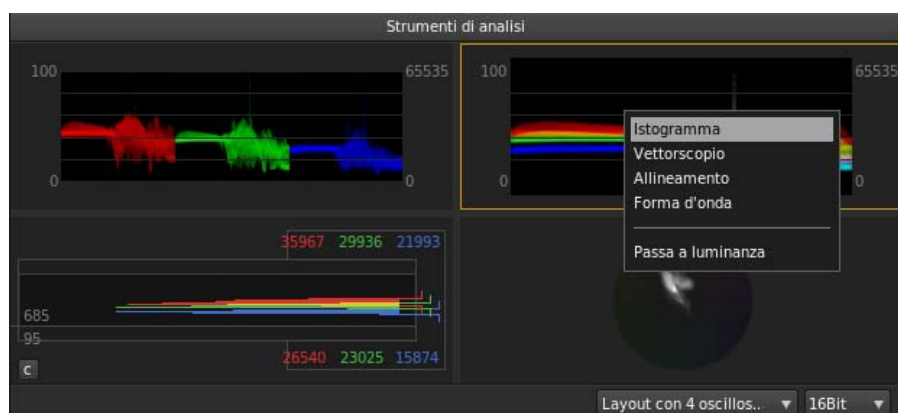 Strumenti di analisi
100 65535
0 0
100 65535
0 0
Istogramma
Vettorscopio
Allineamento
Forma d'onda
Passa a luminanza
35967 29936 21993
685
95
26540 23025 15874
C
Layout con 4 oscillos.. 16Bit